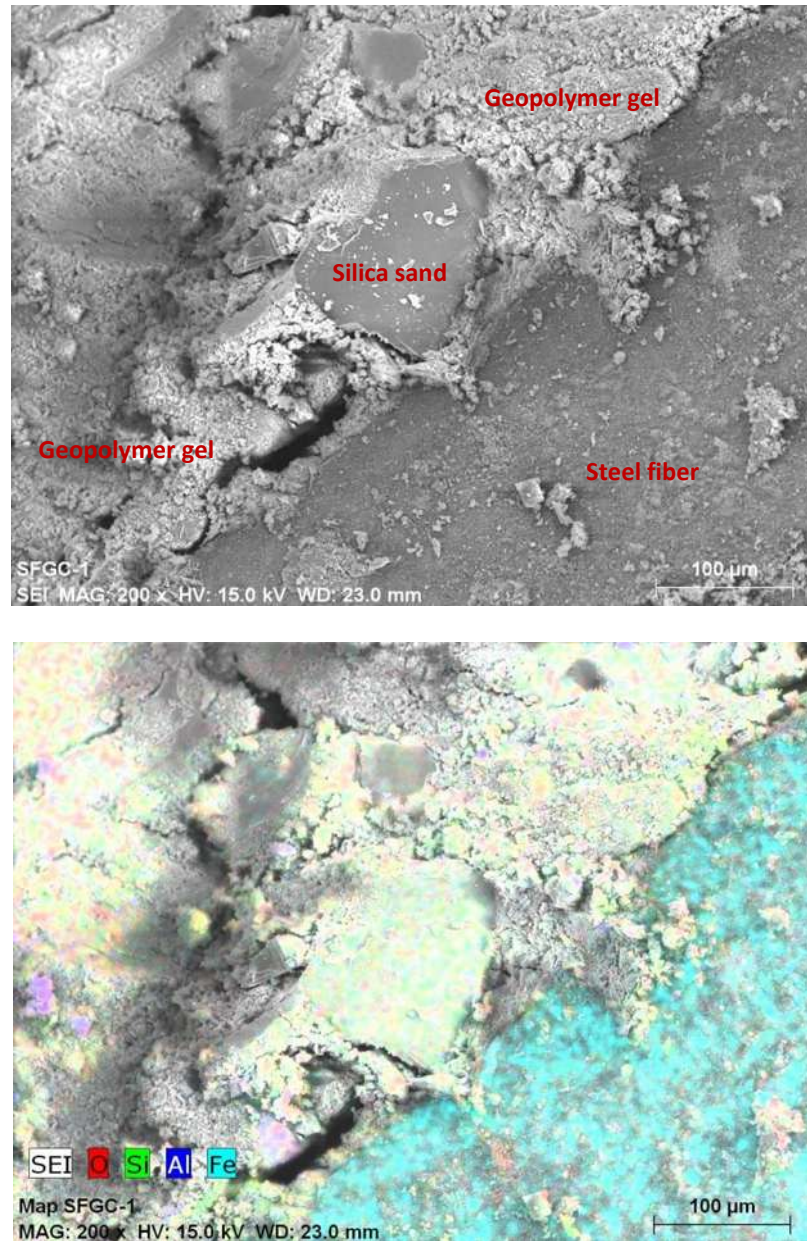 Geopolymer gel
Silica sand
Geopolymer gel
Steel fiber
SFGC-1
SEI MAG: 200 x HV: 15.0 kV WD: 23.0 mm
100 µm
SEI O Si Al Fe
Map SFGC-1
MAG: 200 x HV: 15.0 kV WD: 23.0 mm
100 µm